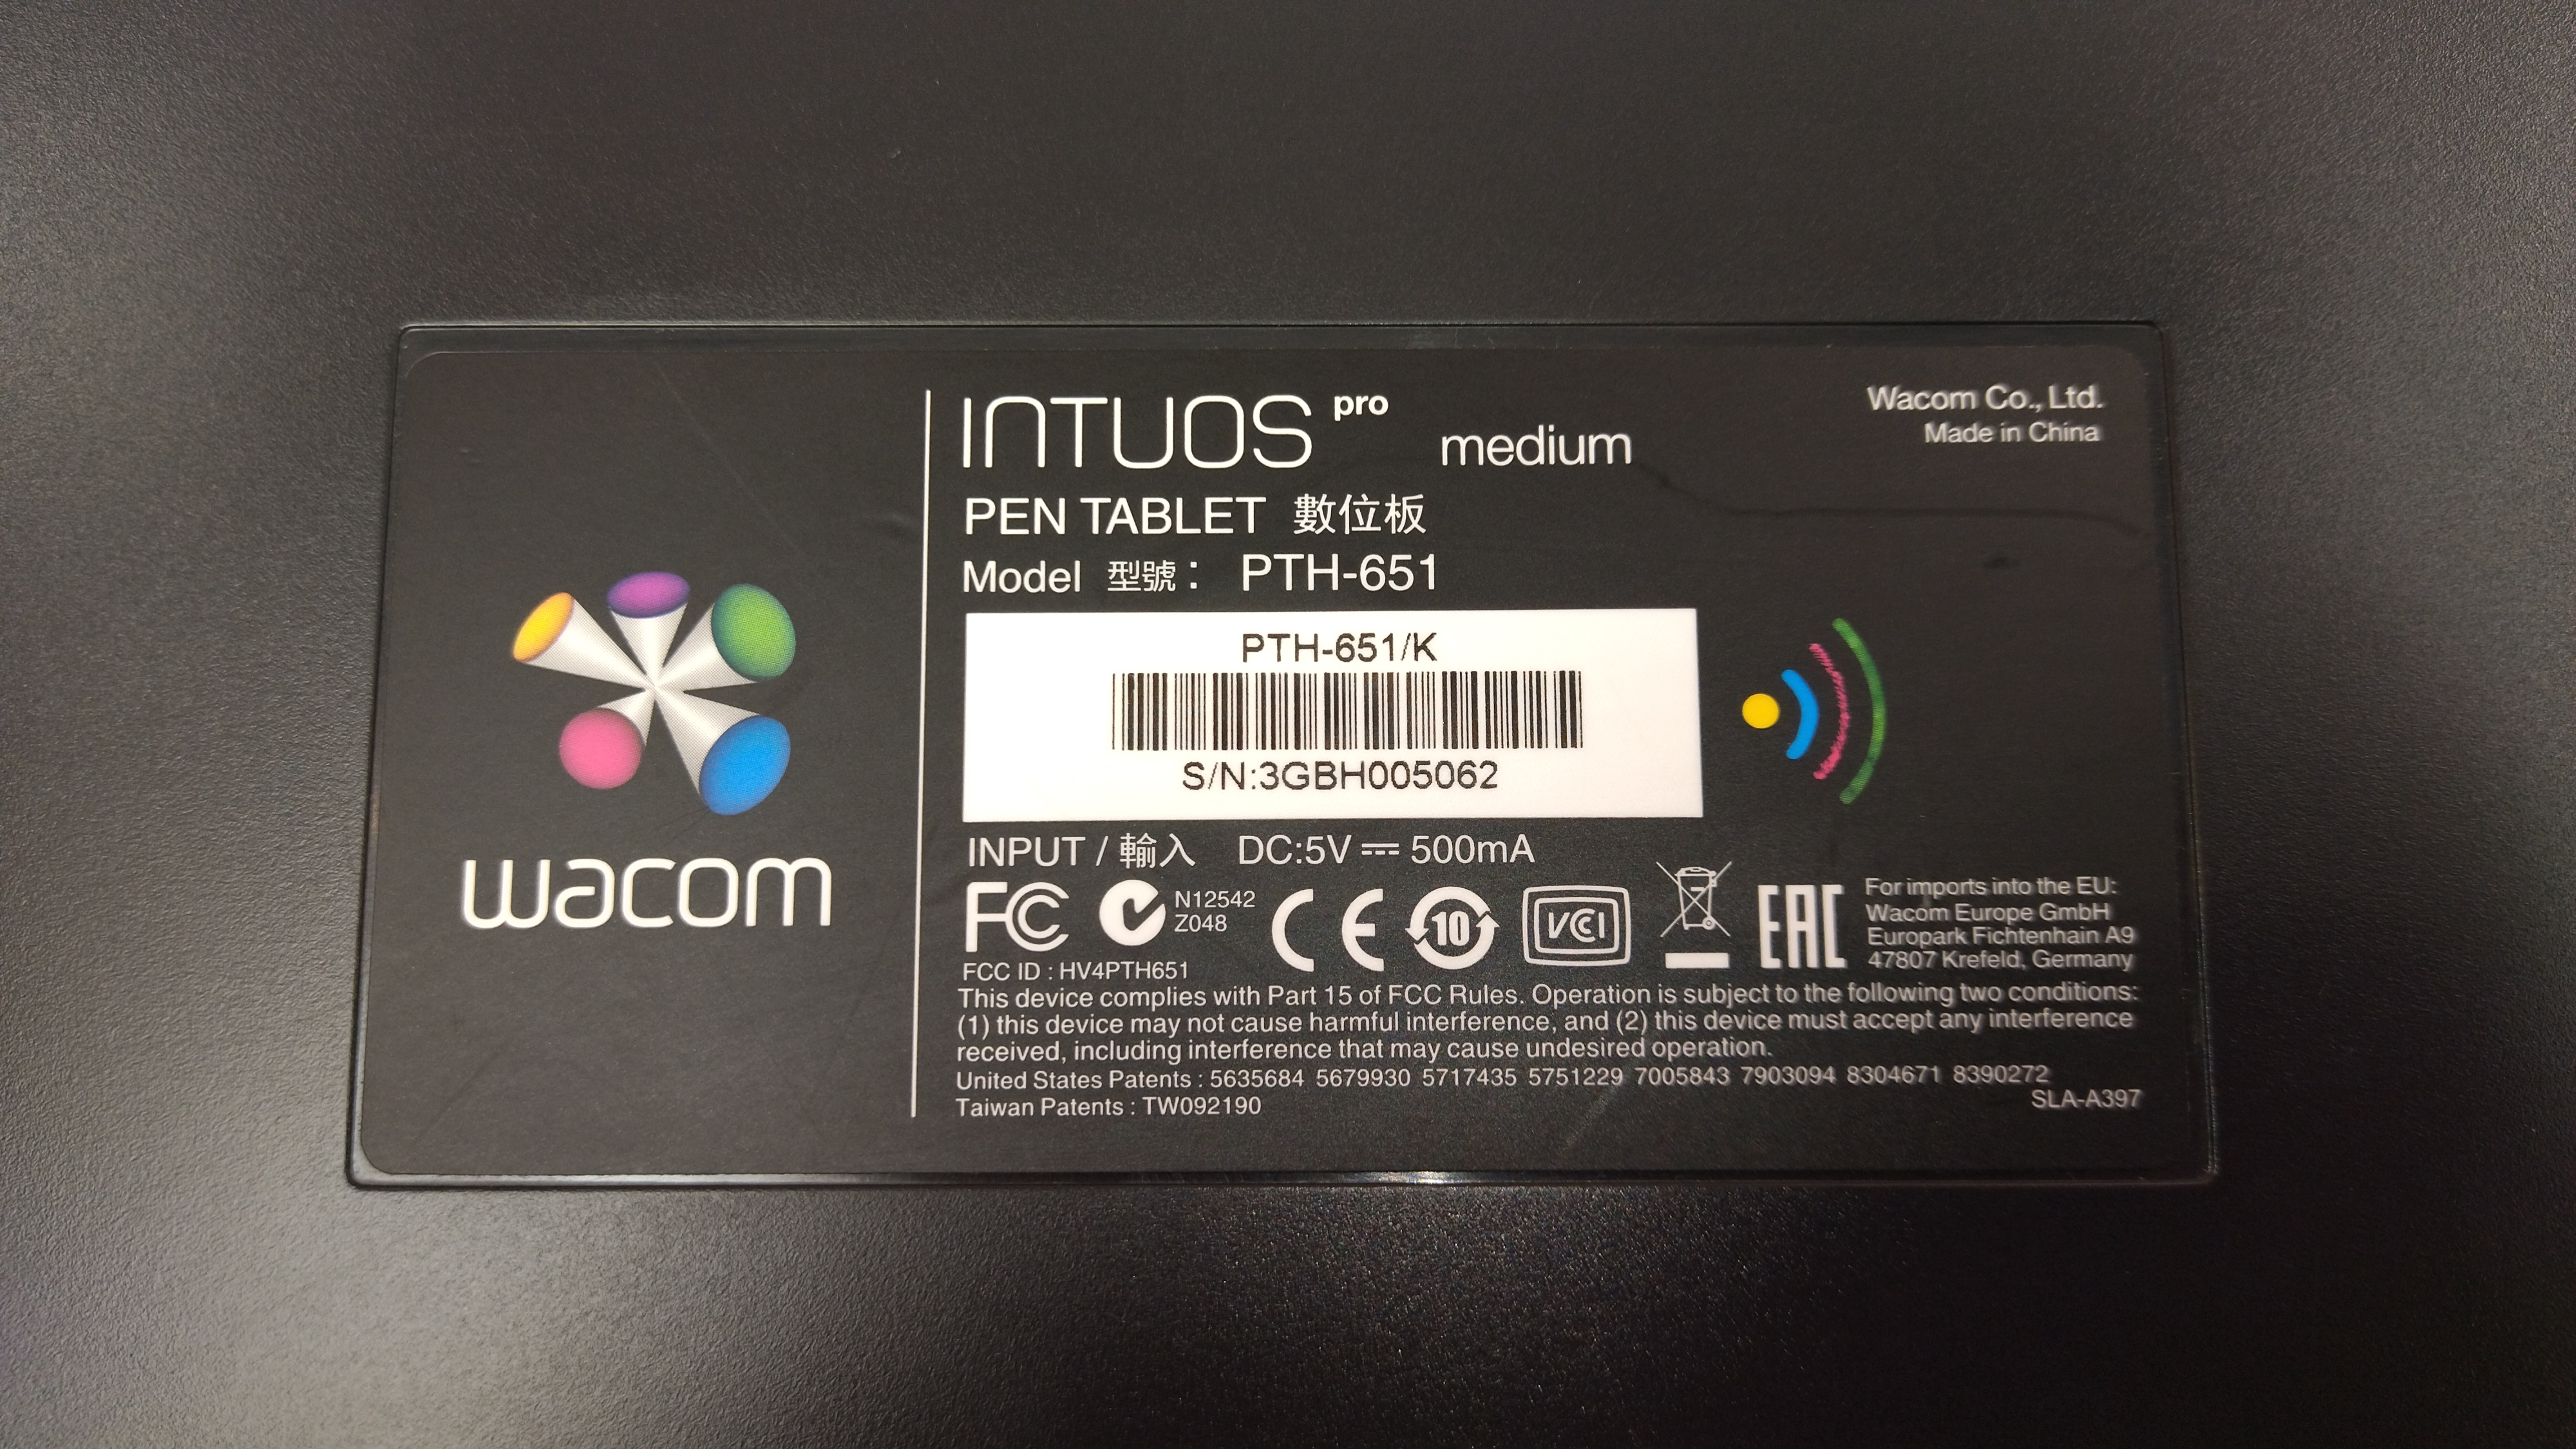 wacom
INTUOS pro medium
Wacom Co., Ltd.
Made in China
PEN TABLET 數位板
Model 型號： PTH-651
PTH-651/K
S/N:3GBH005062
INPUT / 輸入 DC:5V ⎓ 500mA
FC N12542
Z048
CE 10 VCI EAC
FCC ID : HV4PTH651
For imports into the EU:
Wacom Europe GmbH
Europark Fichtenhain A9
47807 Krefeld, Germany
This device complies with Part 15 of FCC Rules. Operation is subject to the following two conditions:
(1) this device may not cause harmful interference, and (2) this device must accept any interference
received, including interference that may cause undesired operation.
United States Patents : 5635684 5679930 5717435 5751229 7005843 7903094 8304671 8390272
Taiwan Patents : TW092190
SLA-A397